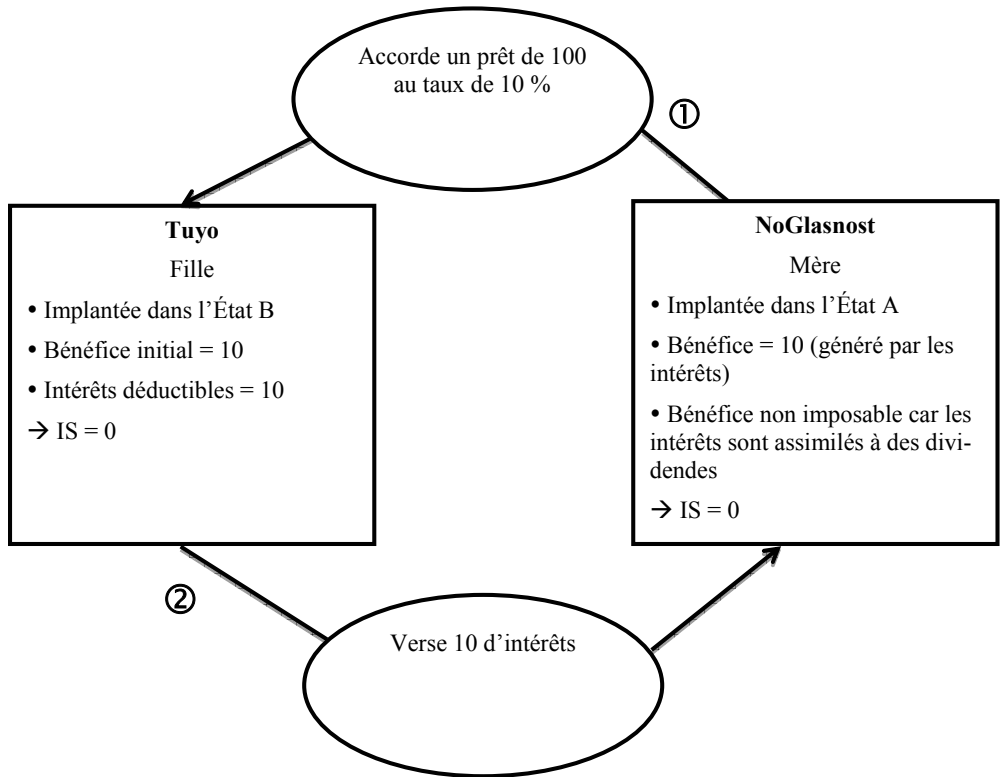 Accorde un prêt de 100
au taux de 10 %
①
Tuyo
Fille
• Implantée dans l’État B
• Bénéfice initial = 10
• Intérêts déductibles = 10
→ IS = 0
NoGlasnost
Mère
• Implantée dans l’État A
• Bénéfice = 10 (généré par les
intérêts)
• Bénéfice non imposable car les
intérêts sont assimilés à des divi-
dendes
→ IS = 0
②
Verse 10 d’intérêts